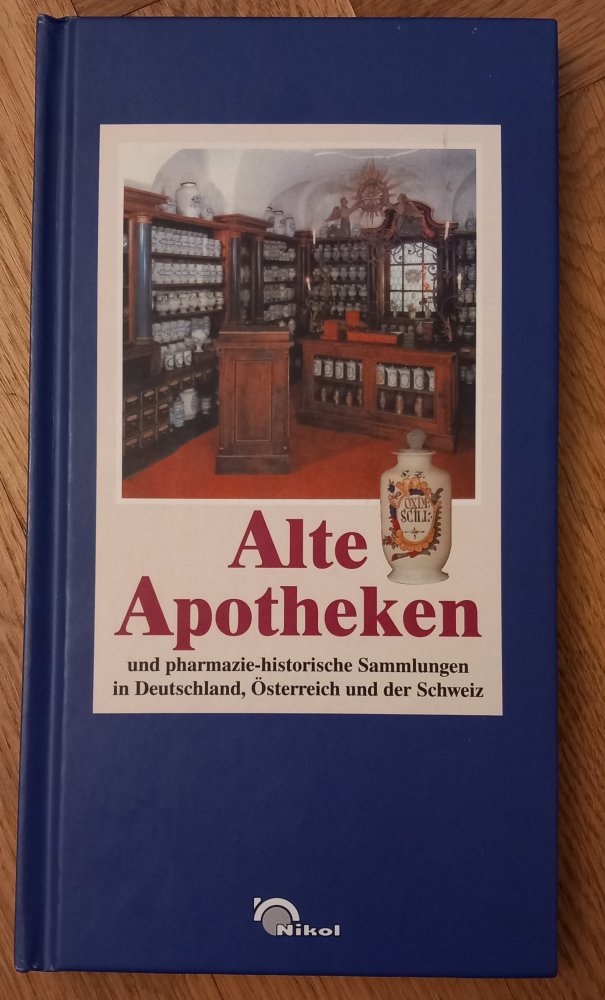 OXIM
SCILL:
Alte
Apotheken
und pharmazie-historische Sammlungen
in Deutschland, Österreich und der Schweiz
Nikol